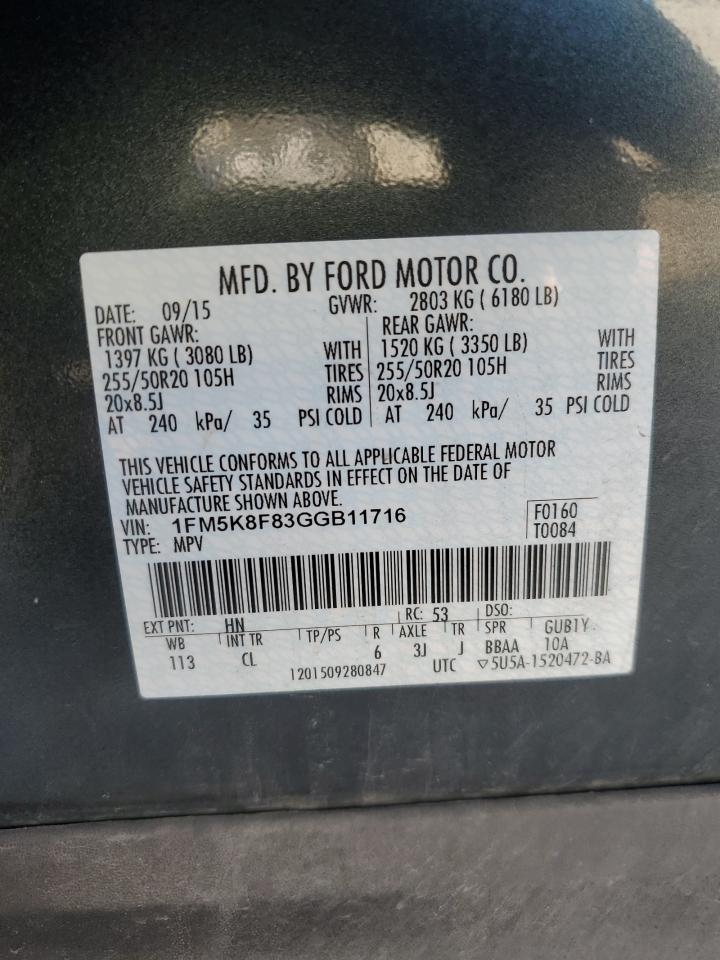 MFD. BY FORD MOTOR CO.
DATE: 09/15 GVWR: 2803 KG ( 6180 LB)
FRONT GAWR: REAR GAWR:
1397 KG ( 3080 LB) WITH 1520 KG ( 3350 LB) WITH
255/50R20 105H TIRES 255/50R20 105H TIRES
20x8.5J RIMS 20x8.5J RIMS
AT 240 kPa/ 35 PSI COLD AT 240 kPa/ 35 PSI COLD
THIS VEHICLE CONFORMS TO ALL APPLICABLE FEDERAL MOTOR
VEHICLE SAFETY STANDARDS IN EFFECT ON THE DATE OF
MANUFACTURE SHOWN ABOVE.
VIN: 1FM5K8F83GGB11716 F0160
TYPE: MPV T0084
EXT PNT: HN RC: 53 DSO:
WB INT TR TP/PS R AXLE TR SPR GUB1Y
113 CL 6 3J J BBAA 10A
1201509280847 UTC ▽5U5A-1520472-BA